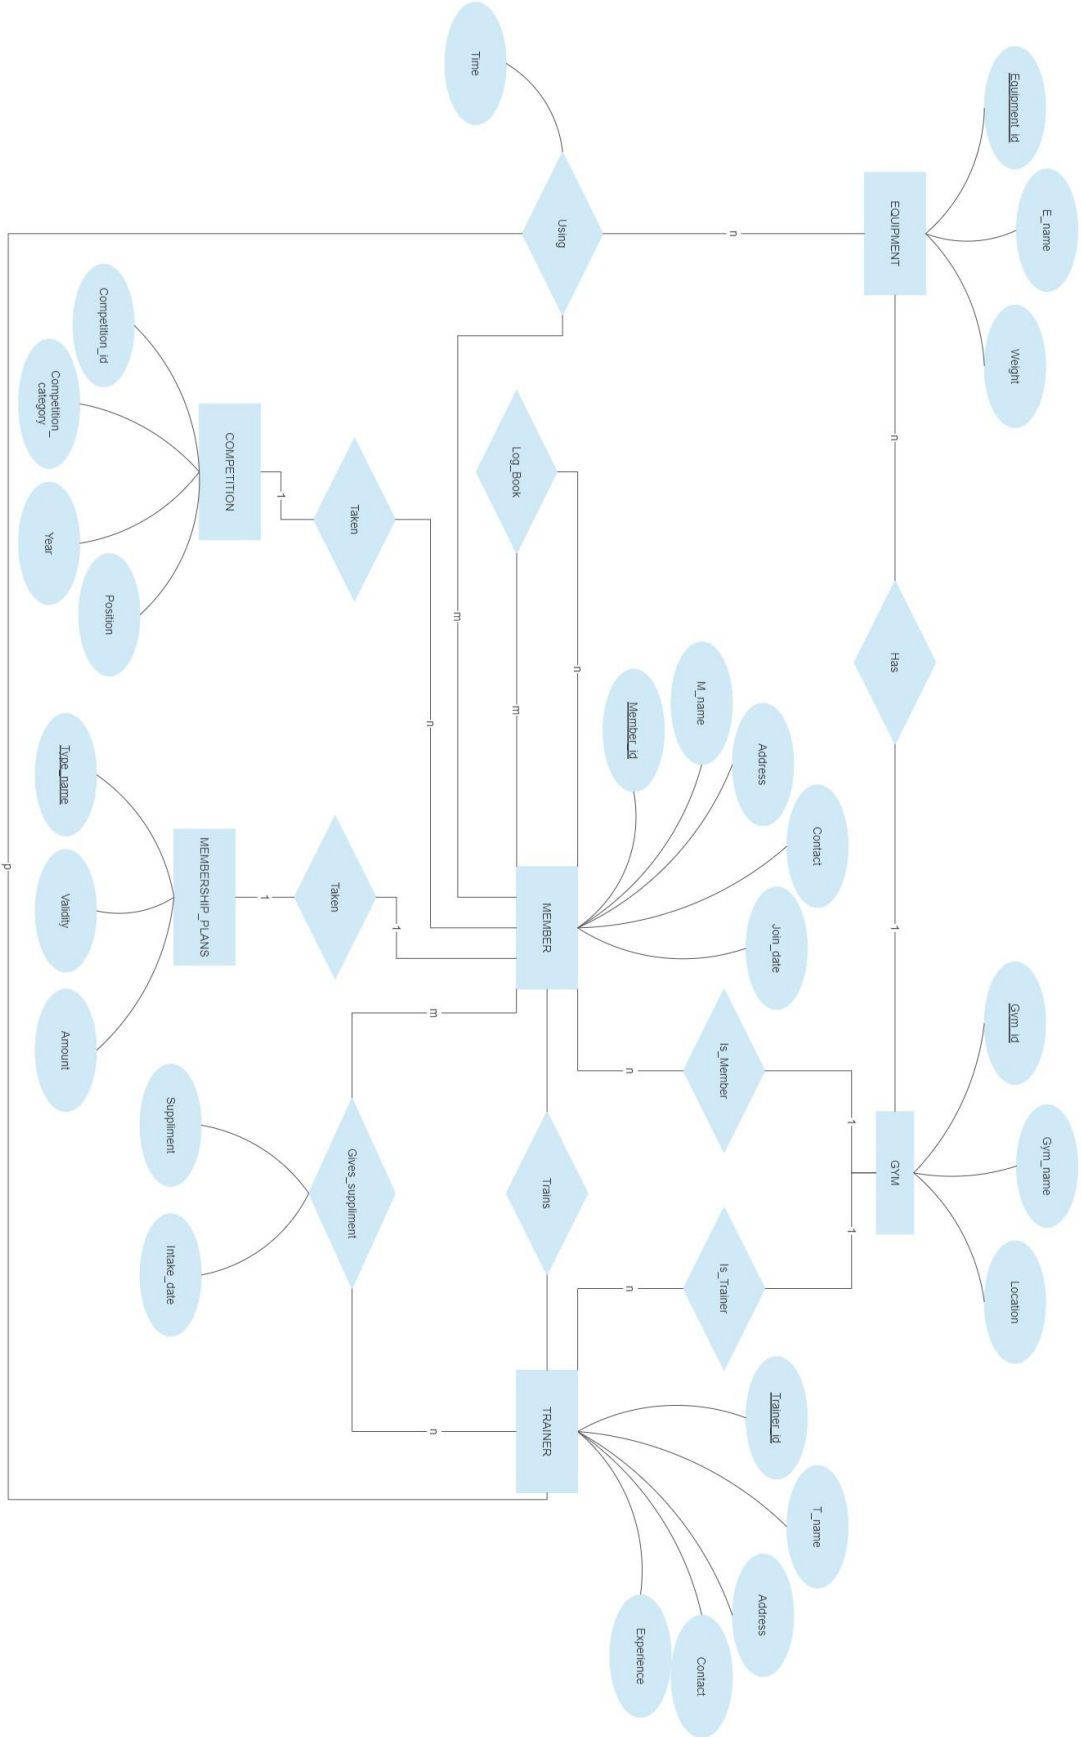 Equipment_id
E_name
Weight
EQUIPMENT
n
n
Has
1
Gym_id
Gym_name
Location
GYM
1
1
Time
Using
m
p
Log_Book
n
m
Member_id
M_name
Address
Contact
Join_date
MEMBER
Is_Member
n
Is_Trainer
n
Trainer_id
T_name
Address
Contact
Experience
TRAINER
Trains
Gives_suppliment
m
n
Suppliment
Intake_date
Taken
n
1
COMPETITION
Competition_id
Competition_
category
Year
Position
Taken
1
1
MEMBERSHIP_PLANS
Type_name
Validity
Amount